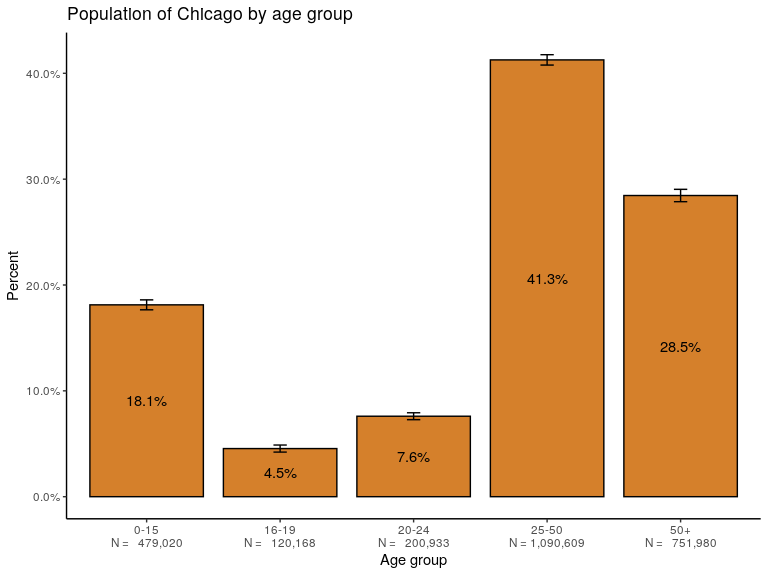 Population of Chicago by age group
Percent
40.0%
30.0%
20.0%
10.0%
0.0%
18.1%
4.5%
7.6%
41.3%
28.5%
0-15
N = 479,020
16-19
N = 120,168
20-24
N = 200,933
25-50
N = 1,090,609
50+
N = 751,980
Age group